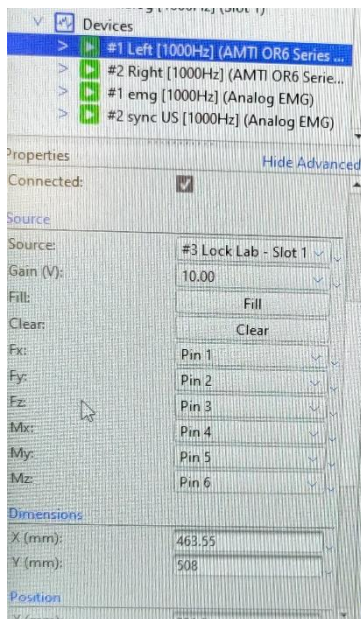 Devices
#1 Left [1000Hz] (AMTI OR6 Series ...
#2 Right [1000Hz] (AMTI OR6 Serie...
#1 emg [1000Hz] (Analog EMG)
#2 sync US [1000Hz] (Analog EMG)
Properties
Hide Advanced
Connected:
Source
Source: #3 Lock Lab - Slot 1
Gain (V): 10.00
Fill: Fill
Clear: Clear
Fx: Pin 1
Fy: Pin 2
Fz: Pin 3
Mx: Pin 4
My: Pin 5
Mz: Pin 6
Dimensions
X (mm): 463.55
Y (mm): 508
Position